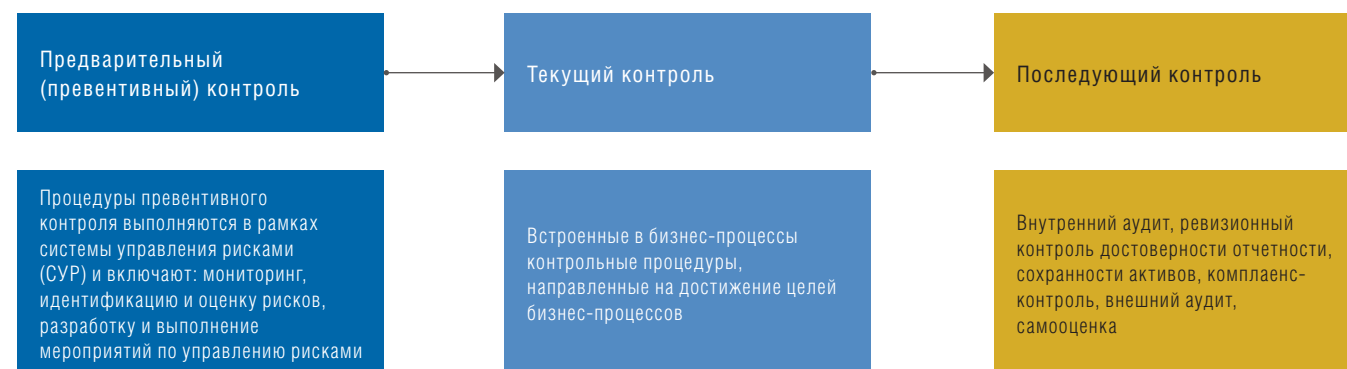 Предварительный
(превентивный) контроль
Текущий контроль
Последующий контроль
Процедуры превентивного
контроля выполняются в рамках
системы управления рисками
(СУР) и включают: мониторинг,
идентификацию и оценку рисков,
разработку и выполнение
мероприятий по управлению рисками
Встроенные в бизнес-процессы
контрольные процедуры,
направленные на достижение целей
бизнес-процессов
Внутренний аудит, ревизионный
контроль достоверности отчетности,
сохранности активов, комплаенс-
контроль, внешний аудит,
самооценка